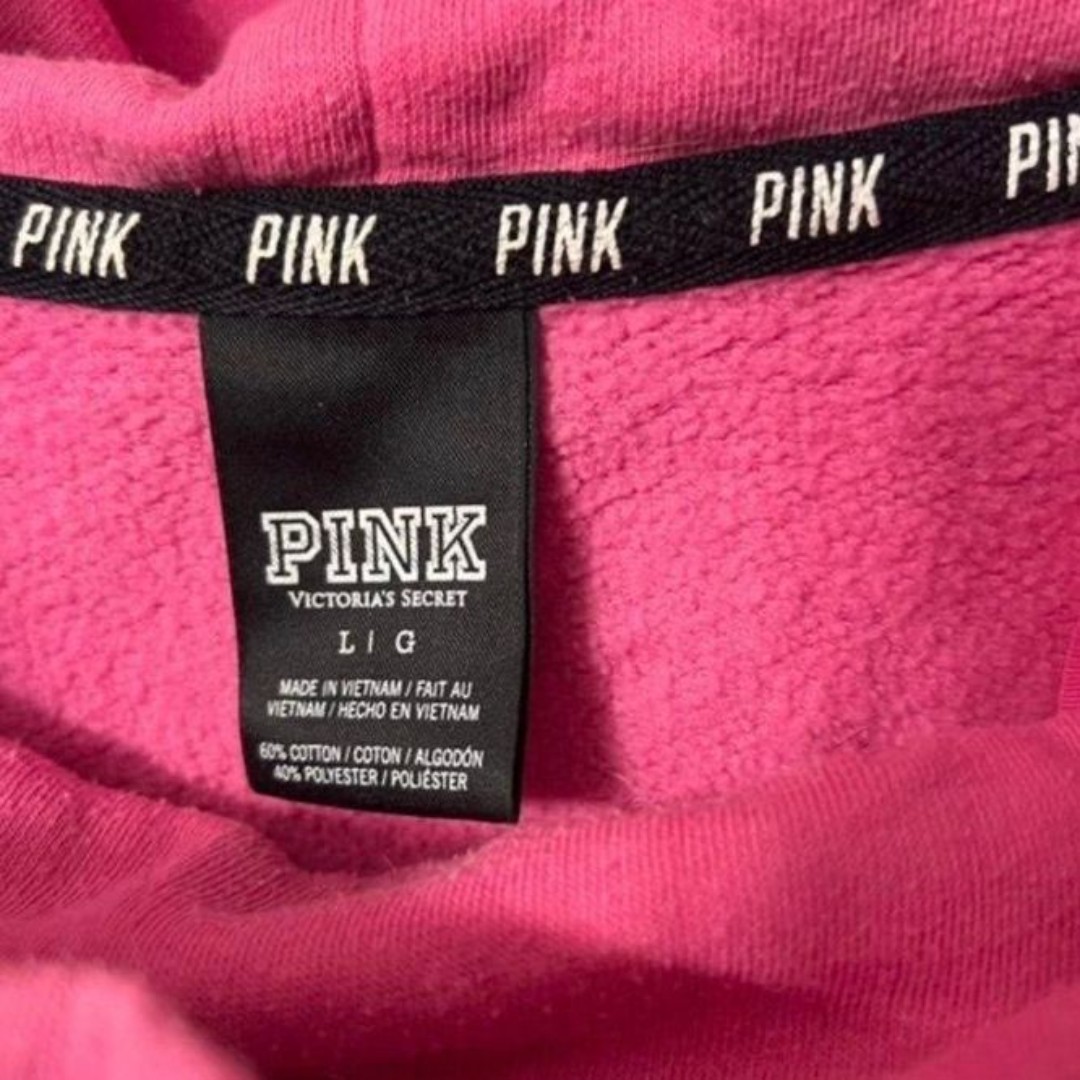 PINK PINK PINK PINK PIN
PINK
VICTORIA'S SECRET
L | G
MADE IN VIETNAM / FAIT AU
VIETNAM / HECHO EN VIETNAM
60% COTTON / COTON / ALGODÓN
40% POLYESTER / POLIÉSTER